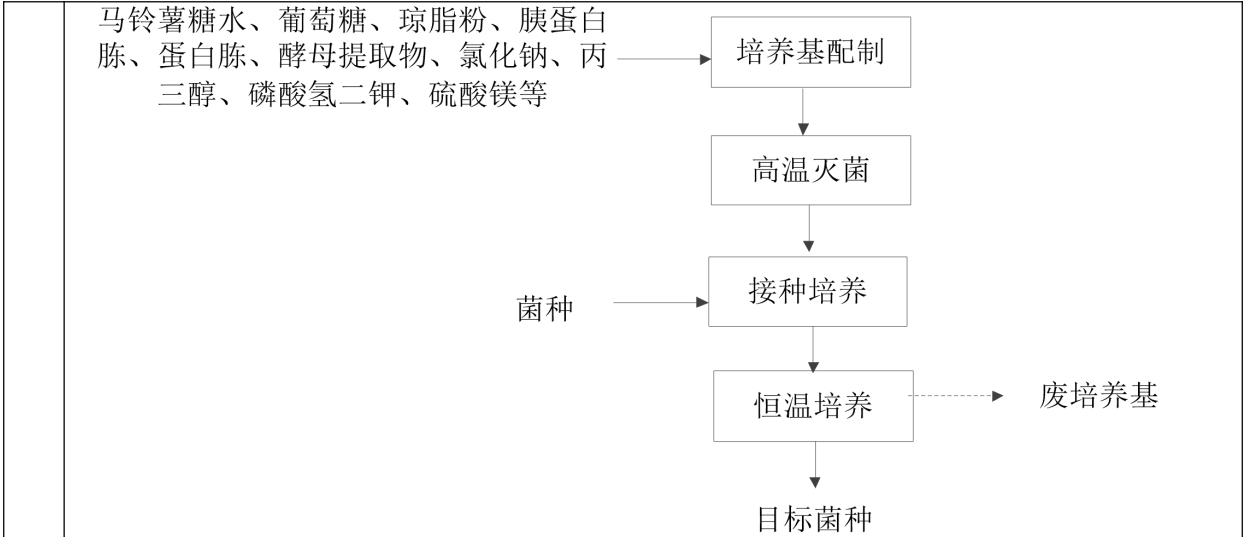 马铃薯糖水、葡萄糖、琼脂粉、胰蛋白
胨、蛋白胨、酵母提取物、氯化钠、丙
三醇、磷酸氢二钾、硫酸镁等
培养基配制
高温灭菌
菌种
接种培养
恒温培养
废培养基
目标菌种